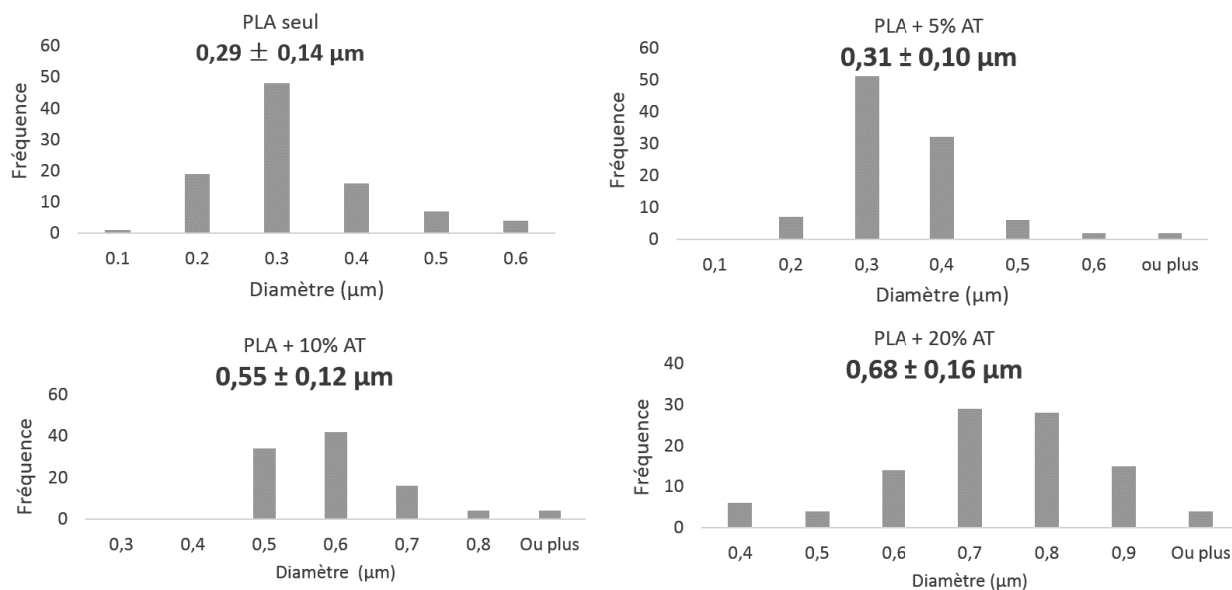 PLA seul
0,29 ± 0,14 µm
60
50
40
30
20
10
0
Fréquence
0.1 0.2 0.3 0.4 0.5 0.6
Diamètre (µm)
PLA + 5% AT
0,31 ± 0,10 µm
60
50
40
30
20
10
0
Fréquence
0,1 0,2 0,3 0,4 0,5 0,6 ou plus
Diamètre (µm)
PLA + 10% AT
0,55 ± 0,12 µm
60
40
20
0
Fréquence
0,3 0,4 0,5 0,6 0,7 0,8 Ou plus
Diamètre (µm)
PLA + 20% AT
0,68 ± 0,16 µm
40
30
20
10
0
Fréquence
0,4 0,5 0,6 0,7 0,8 0,9 Ou plus
Diamètre (µm)